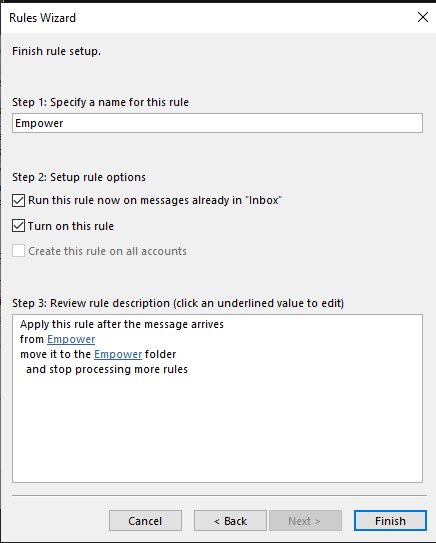 Rules Wizard
Finish rule setup.
Step 1: Specify a name for this rule
Empower
Step 2: Setup rule options
Run this rule now on messages already in "Inbox"
Turn on this rule
Create this rule on all accounts
Step 3: Review rule description (click an underlined value to edit)
Apply this rule after the message arrives
from Empower
move it to the Empower folder
and stop processing more rules
Cancel
< Back
Next >
Finish